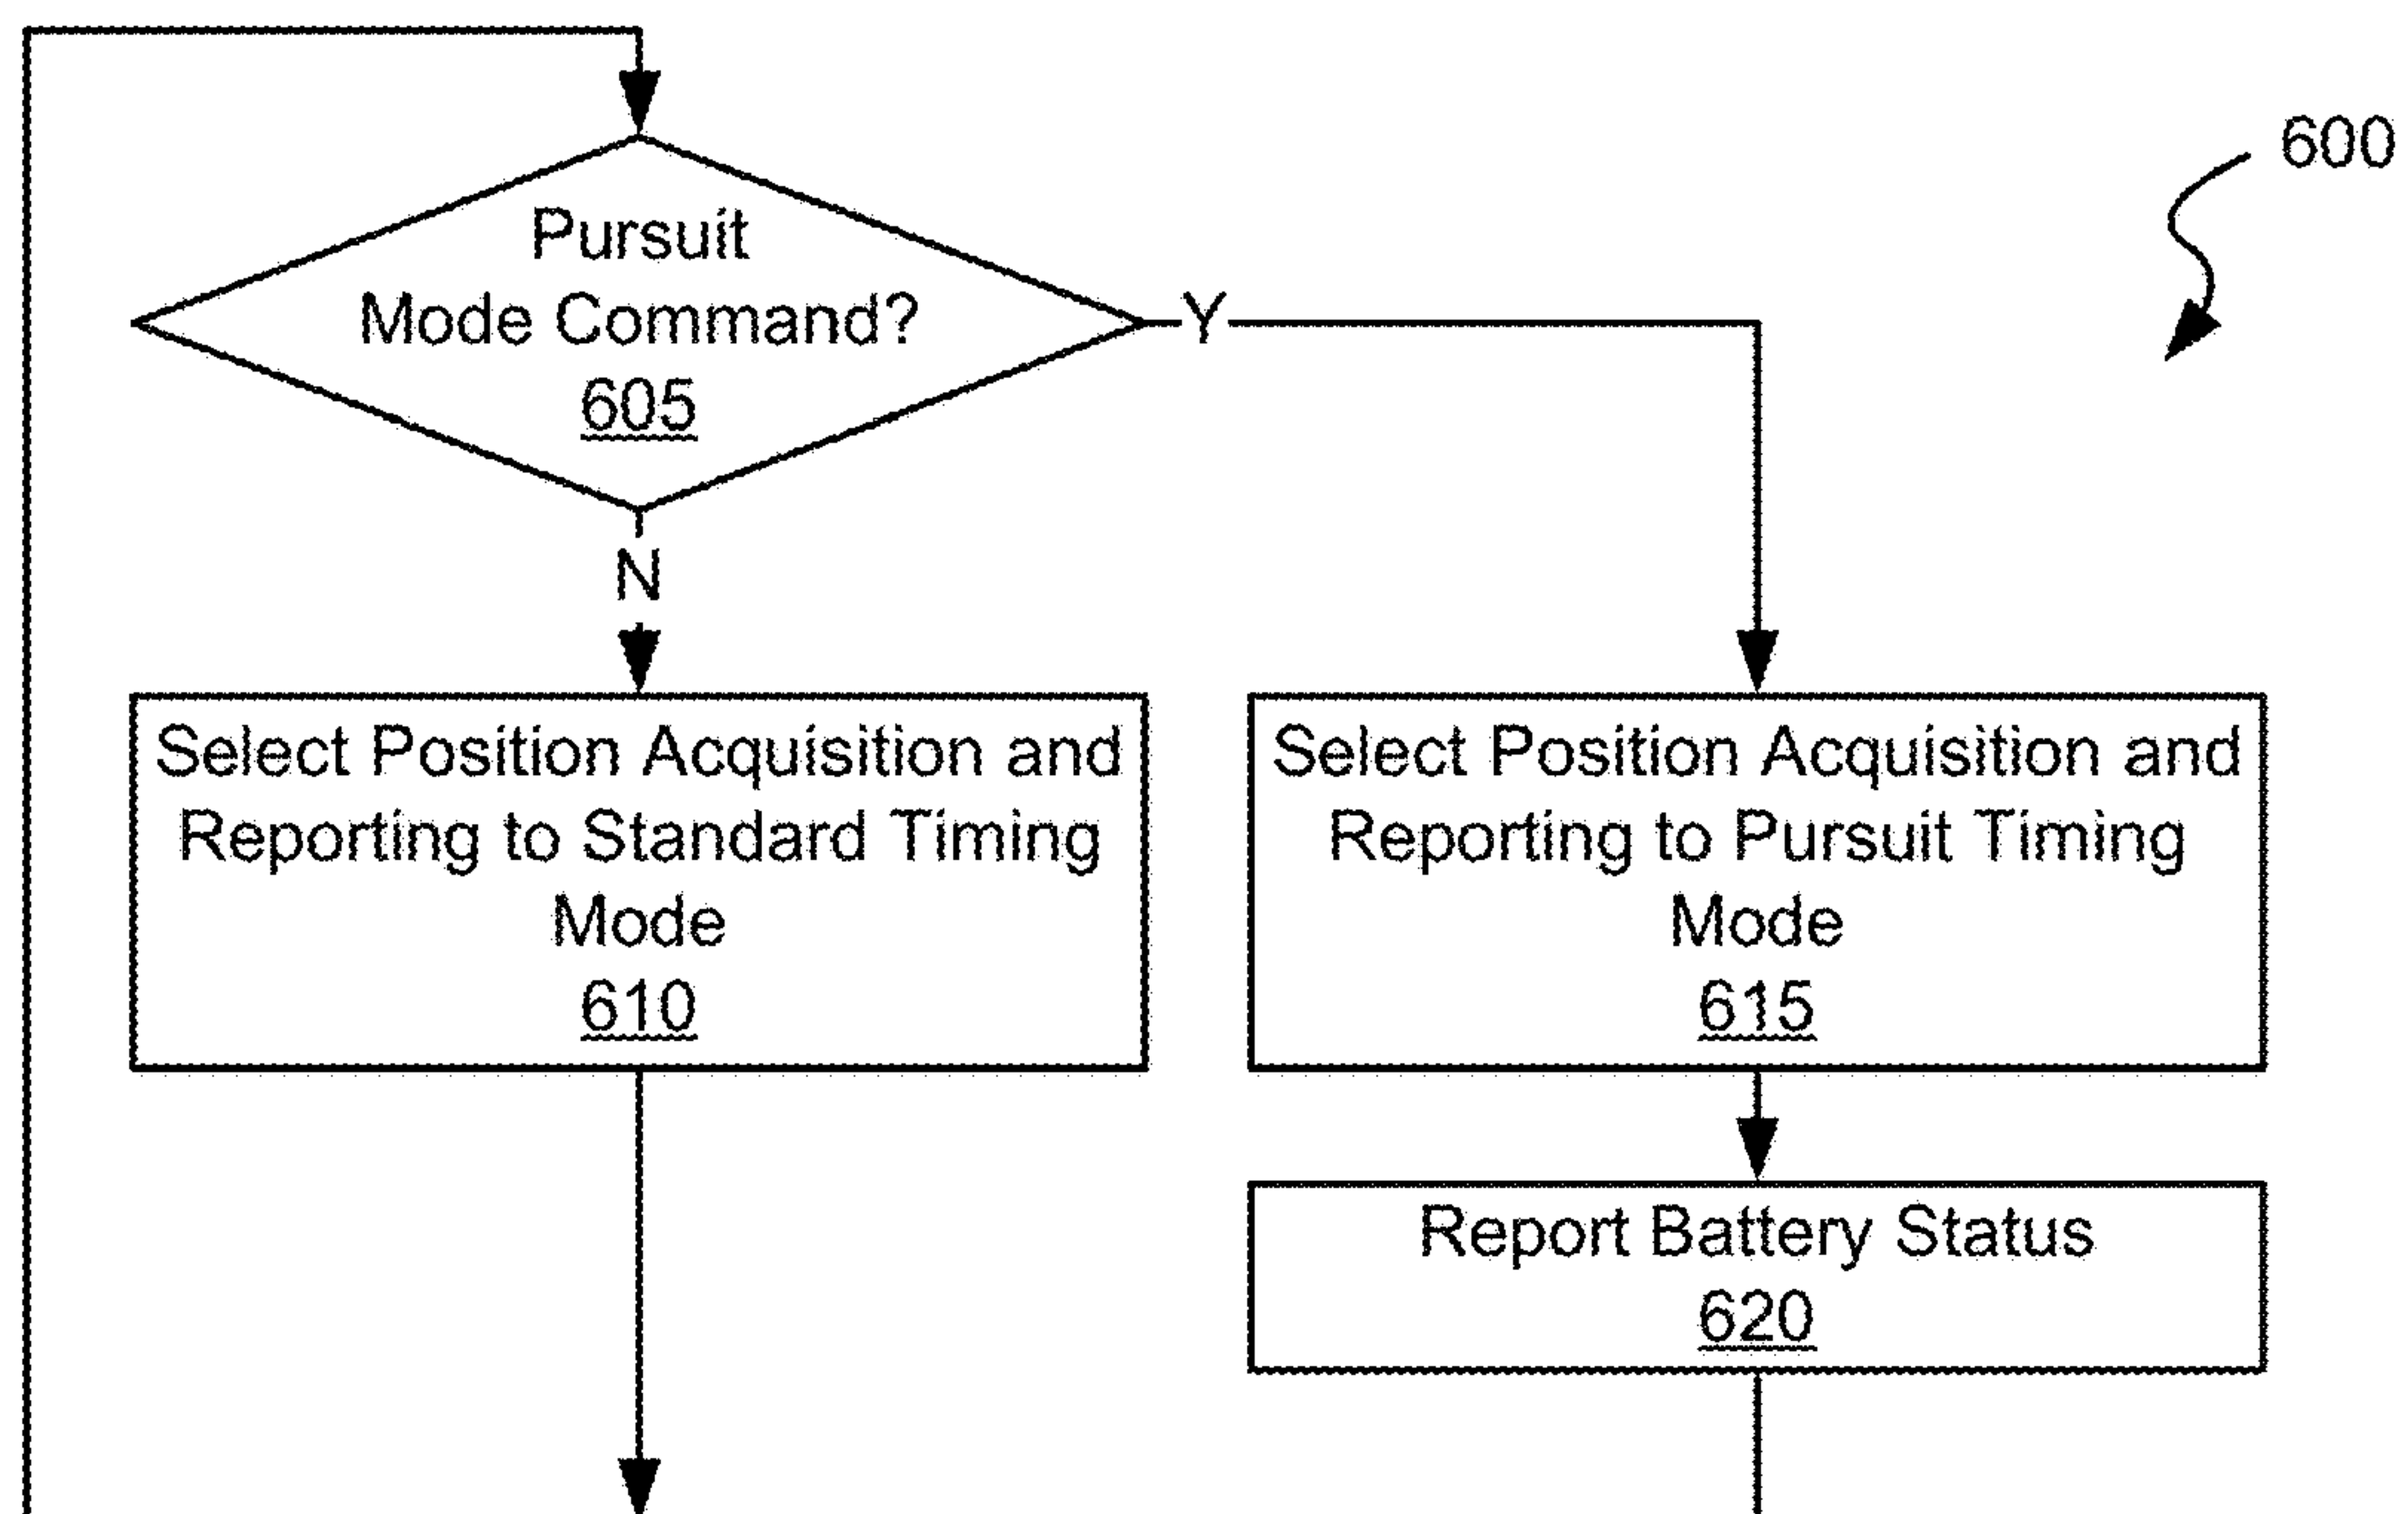 600
Pursuit
Mode Command?
605
Y
N
Select Position Acquisition and
Reporting to Standard Timing
Mode
610
Select Position Acquisition and
Reporting to Pursuit Timing
Mode
615
Report Battery Status
620